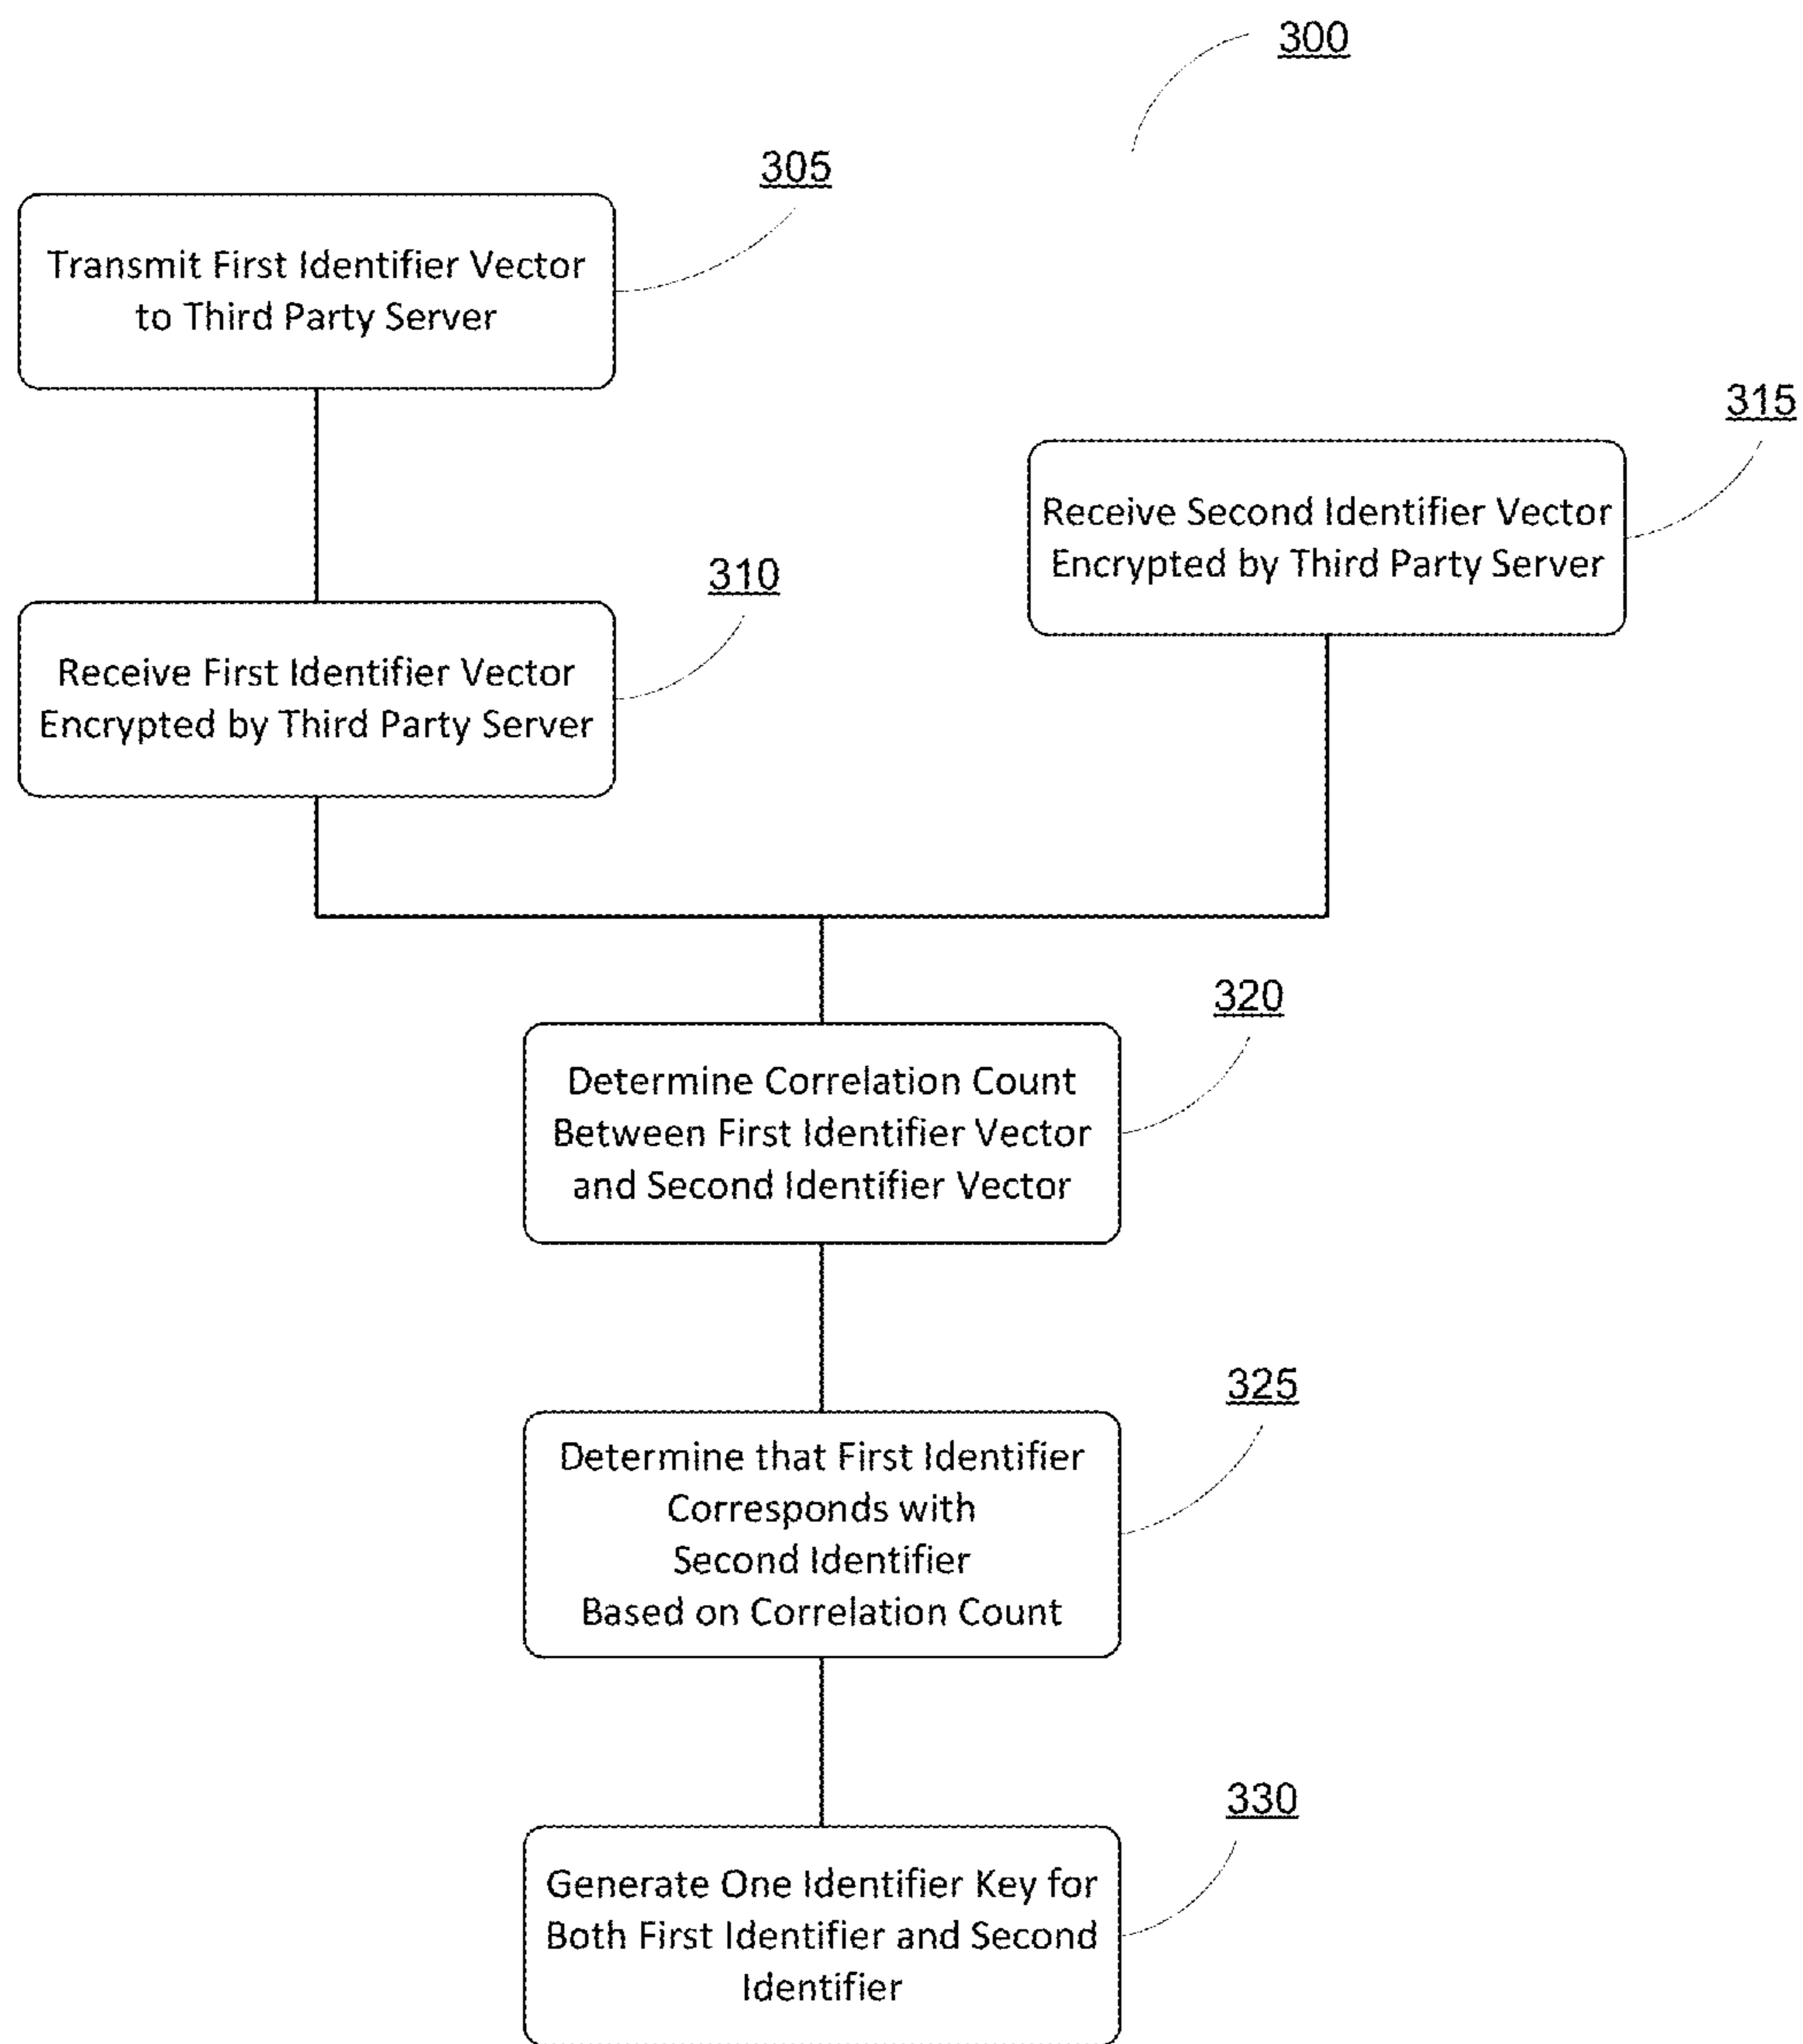 300
305
Transmit First Identifier Vector
to Third Party Server
315
Receive Second Identifier Vector
Encrypted by Third Party Server
310
Receive First Identifier Vector
Encrypted by Third Party Server
320
Determine Correlation Count
Between First Identifier Vector
and Second Identifier Vector
325
Determine that First Identifier
Corresponds with
Second Identifier
Based on Correlation Count
330
Generate One Identifier Key for
Both First Identifier and Second
Identifier